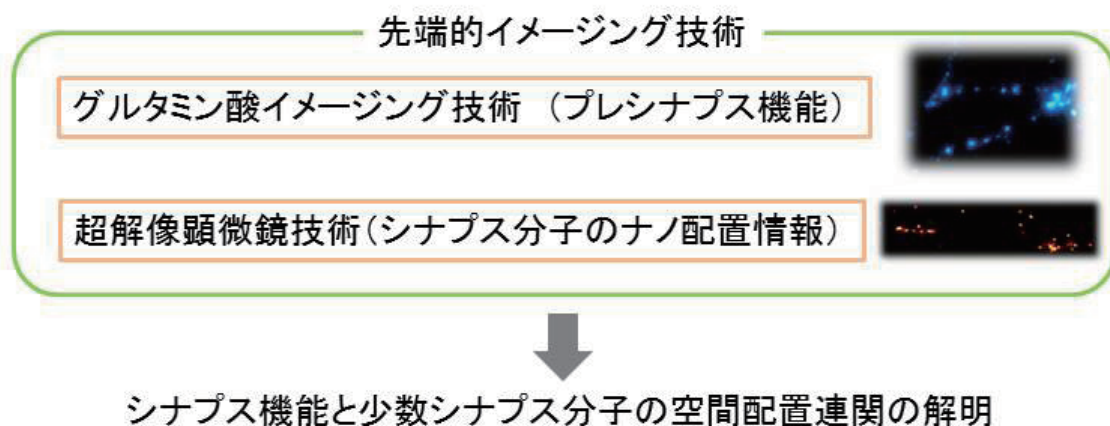 先端的イメージング技術
グルタミン酸イメージング技術 （プレシナプス機能）
超解像顕微鏡技術（シナプス分子のナノ配置情報）
シナプス機能と少数シナプス分子の空間配置連関の解明